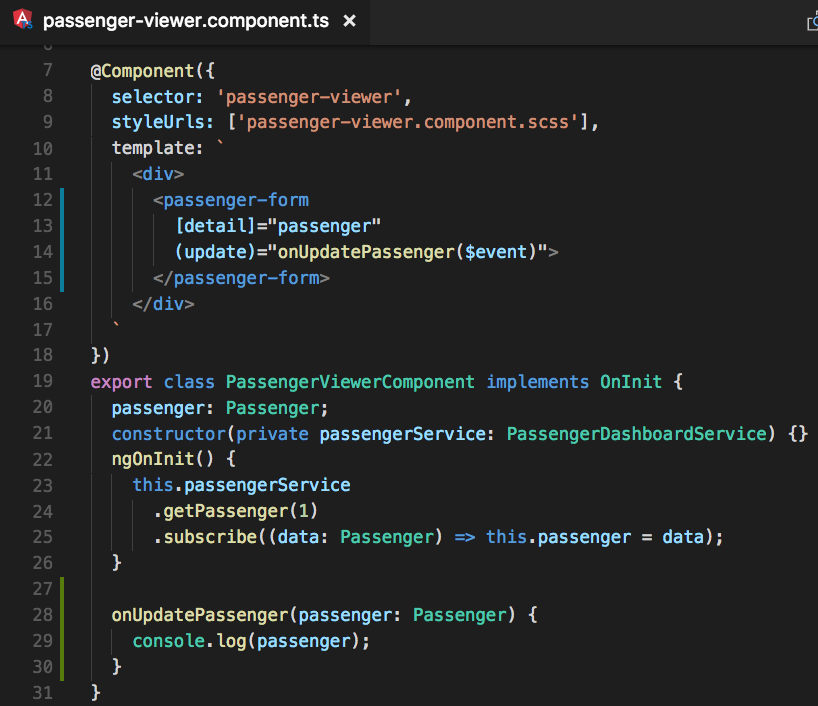 passenger-viewer.component.ts ×
6
7 @Component({
8 selector: 'passenger-viewer',
9 styleUrls: ['passenger-viewer.component.scss'],
10 template: `
11 <div>
12 <passenger-form
13 [detail]="passenger"
14 (update)="onUpdatePassenger($event)">
15 </passenger-form>
16 </div>
17 `
18 })
19 export class PassengerViewerComponent implements OnInit {
20 passenger: Passenger;
21 constructor(private passengerService: PassengerDashboardService) {}
22 ngOnInit() {
23 this.passengerService
24 .getPassenger(1)
25 .subscribe((data: Passenger) => this.passenger = data);
26 }
27
28 onUpdatePassenger(passenger: Passenger) {
29 console.log(passenger);
30 }
31 }